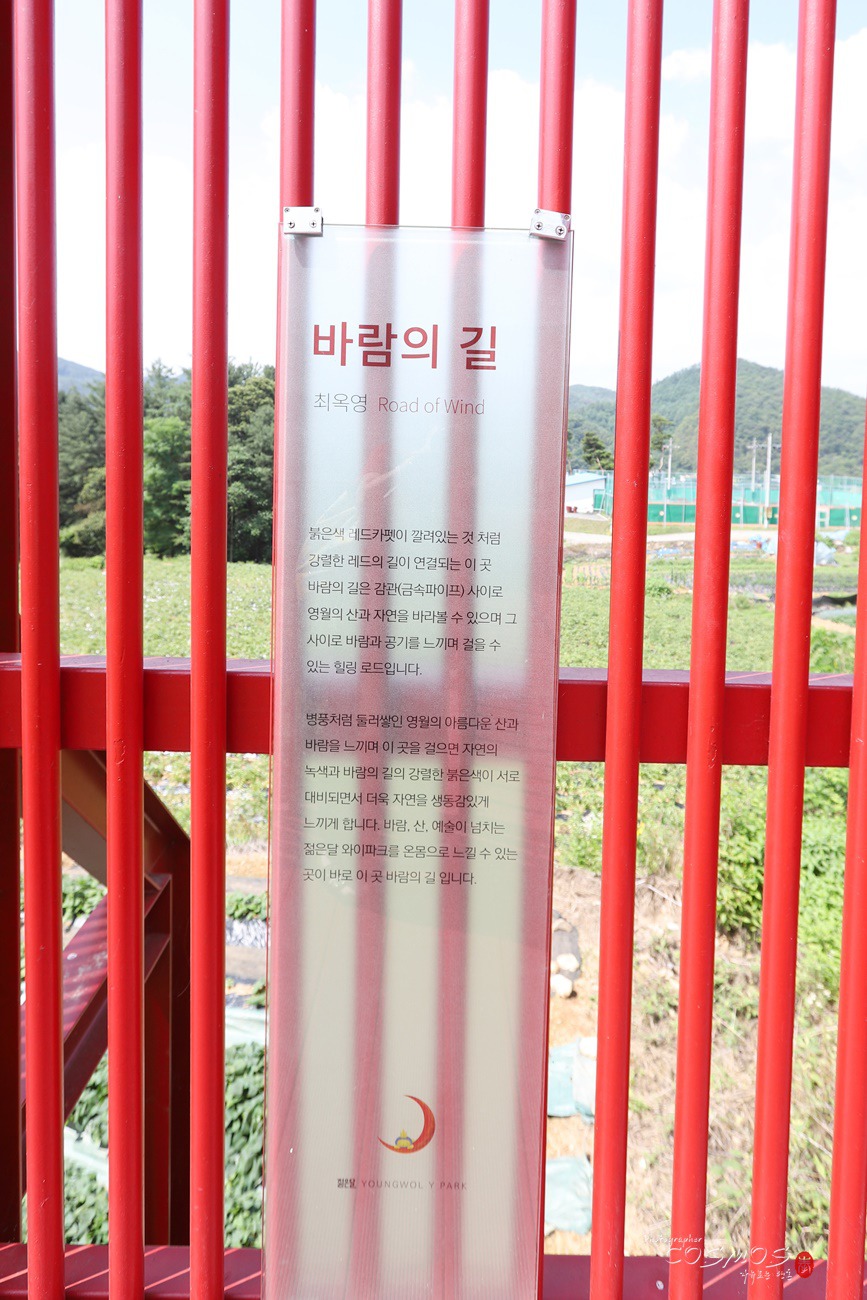 바람의 길
최옥영 Road of Wind
붉은색 레드카펫이 깔려있는 것 처럼
강렬한 레드의 길이 연결되는 이 곳
바람의 길은 감관(금속파이프) 사이로
영월의 산과 자연을 바라볼 수 있으며 그
사이로 바람과 공기를 느끼며 걸을 수
있는 힐링 로드입니다.
병풍처럼 둘러쌓인 영월의 아름다운 산과
바람을 느끼며 이 곳을 걸으면 자연의
녹색과 바람의 길의 강렬한 붉은색이 서로
대비되면서 더욱 자연을 생동감있게
느끼게 합니다. 바람, 산, 예술이 넘치는
젊은달 와이파크를 온몸으로 느낄 수 있는
곳이 바로 이 곳 바람의 길 입니다.
젊은달 YOUNGWOL Y PARK
Photographer
COSMOS